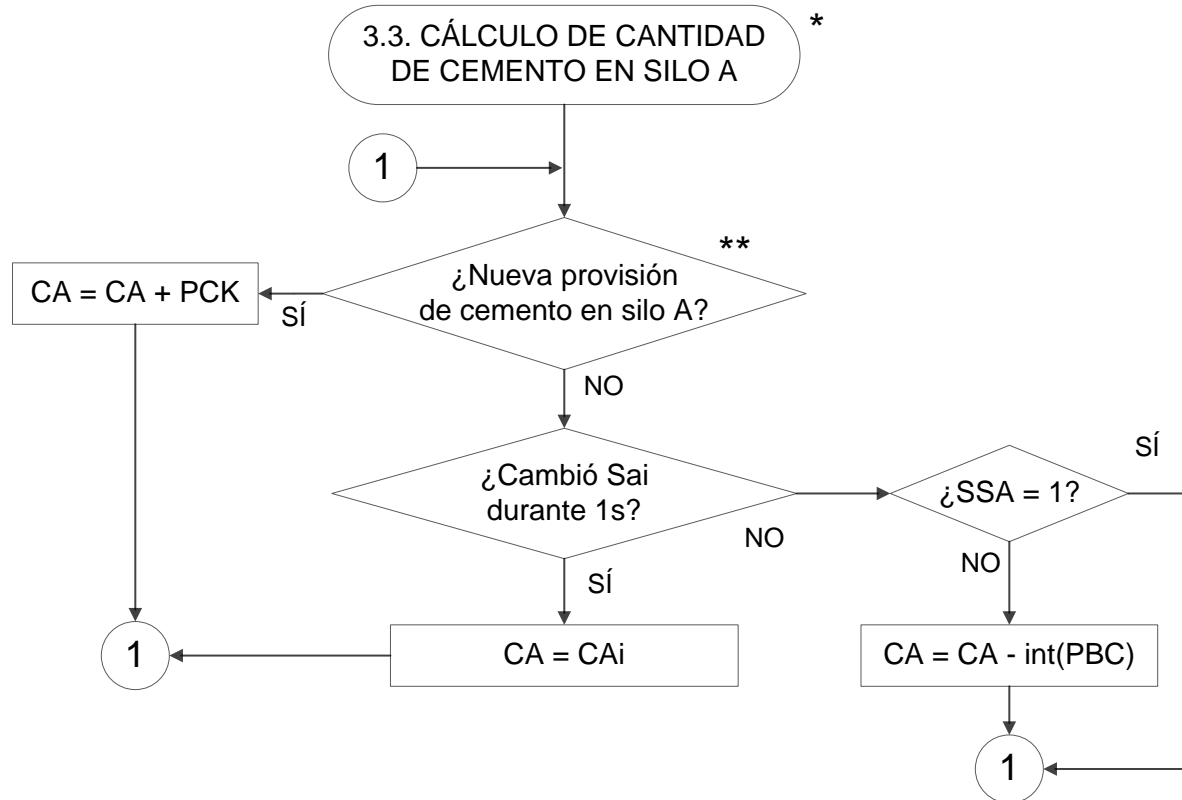 3.3. CÁLCULO DE CANTIDAD
DE CEMENTO EN SILO A
*
1
**
¿Nueva provisión
de cemento en silo A?
CA = CA + PCK
SÍ
NO
¿Cambió Sai
durante 1s?
NO
¿SSA = 1?
SÍ
SÍ
NO
1
CA = CAi
CA = CA - int(PBC)
1